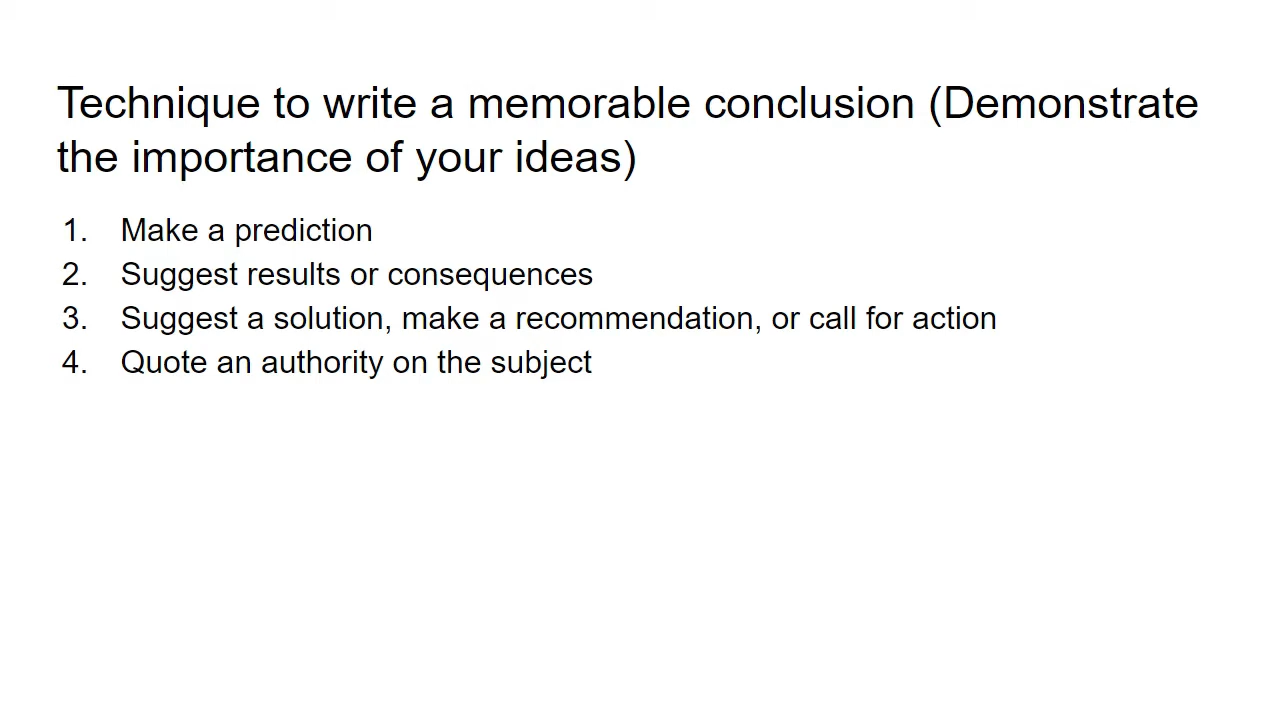 Technique to write a memorable conclusion (Demonstrate
the importance of your ideas)
1. Make a prediction
2. Suggest results or consequences
3. Suggest a solution, make a recommendation, or call for action
4. Quote an authority on the subject